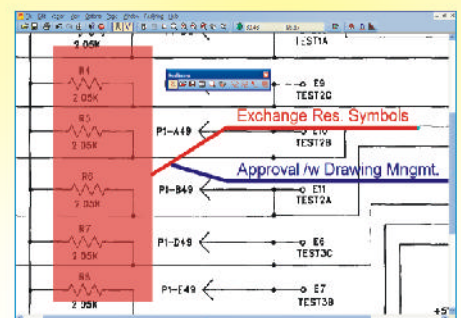 TEST1A
2.05K
R4
2.05K
E9
TEST2C
Exchange Res. Symbols
R5
2.05K
P1-A49
E10
TEST2B
Approval /w Drawing Mngmt.
R6
2.05K
P1-B49
E11
TEST2A
R7
2.05K
P1-D49
E6
TEST3C
R8
2.05K
P1-E49
E7
TEST3B